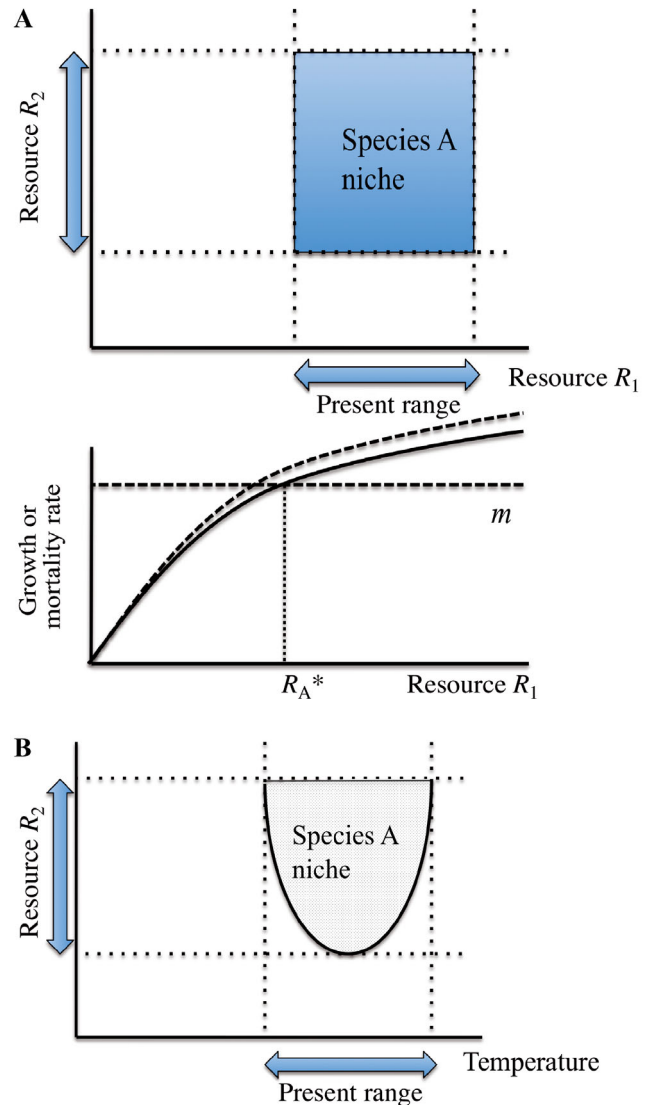 A
Resource R2
Species A
niche
Resource R1
Present range
Growth or
mortality rate
m
RA*
Resource R1
B
Resource R2
Species A
niche
Temperature
Present range